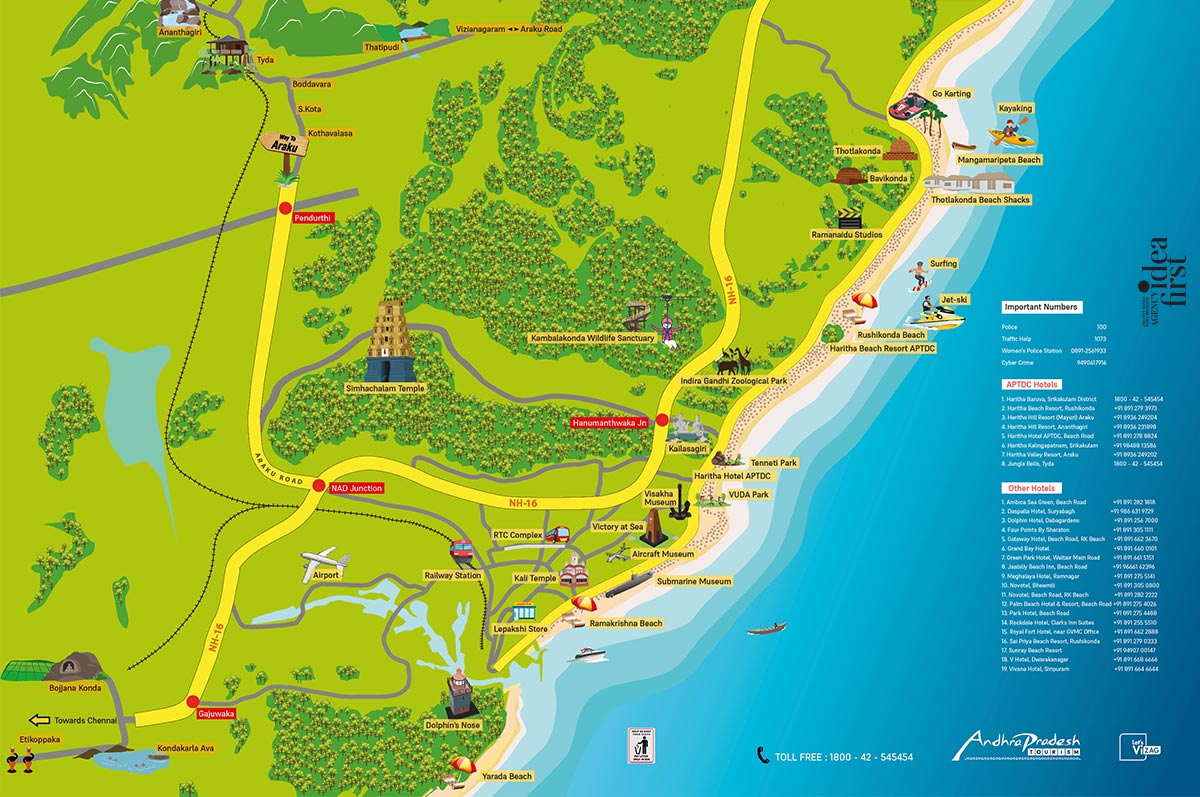 Ananthagiri
Tyda
Thatipudi
Vizianagaram Araku Road
Boddavara
S.Kota
Kothavalasa
Way To
Araku
Pendurthi
Go Karting
Kayaking
Thotlakonda
Mangamaripeta Beach
Bavikonda
Thotlakonda Beach Shacks
Ramanaidu Studios
Surfing
Jet-ski
NH-16
Rushikonda Beach
Haritha Beach Resort APTDC
Kambalakonda Wildlife Sanctuary
Indira Gandhi Zoological Park
Simhachalam Temple
Hanumanthwaka Jn
Kailasagiri
Tenneti Park
Haritha Hotel APTDC
VUDA Park
ARAKU ROAD
NAD Junction
NH-16
Visakha
Museum
Victory at Sea
RTC Complex
Aircraft Museum
Airport
Railway Station
Kali Temple
Submarine Museum
Lepakshi Store
Ramakrishna Beach
NH-16
Bojjana Konda
Gajuwaka
Towards Chennai
Etikoppaka
Kondakarla Ava
Dolphin's Nose
Yarada Beach
idea
first
AGENCY
Important Numbers
Police 100
Traffic Help 1073
Women's Police Station 0891-2561933
Cyber Crime 9490617916
APTDC Hotels
1. Haritha Baruva, Srikakulam District 1800 - 42 - 545454
2. Haritha Beach Resort, Rushikonda +91 891 279 3973
3. Haritha Hill Resort (Mayuri) Araku +91 8936 249204
4. Haritha Hill Resort, Ananthagiri +91 8936 231898
5. Haritha Hotel APTDC, Beach Road +91 891 278 8824
6. Haritha Kalingapatnam, Srikakulam +91 98488 13586
7. Haritha Valley Resort, Araku +91 8936 249202
8. Jungle Bells, Tyda 1800 - 42 - 545454
Other Hotels
1. Ambica Sea Green, Beach Road +91 891 282 1818
2. Daspalla Hotel, Suryabagh +91 986 631 9729
3. Dolphin Hotel, Dabagardens +91 891 256 7000
4. Four Points By Sheraton +91 891 305 1111
5. Gateway Hotel, Beach Road, RK Beach +91 891 662 3670
6. Grand Bay Hotel +91 891 660 0101
7. Green Park Hotel, Waltair Main Road +91 891 661 5151
8. Jaabily Beach Inn, Beach Road +91 96661 62396
9. Meghalaya Hotel, Ramnagar +91 891 275 5141
10. Novotel, Bheemili +91 891 305 0800
11. Novotel, Beach Road, RK Beach +91 891 282 2222
12. Palm Beach Hotel & Resort, Beach Road +91 891 275 4026
13. Park Hotel, Beach Road +91 891 275 4488
14. Rockdale Hotel, Clarks Inn Suites +91 891 255 5510
15. Royal Fort Hotel, near GVMC Office +91 891 662 2888
16. Sai Priya Beach Resort, Rushikonda +91 891 279 0333
17. Sunray Beach Resort +91 94907 00147
18. V Hotel, Dwarakanagar +91 891 668 6666
19. Vivana Hotel, Siripuram +91 891 664 6644
TOLL FREE : 1800 - 42 - 545454
Andhra Pradesh
TOURISM
Let's
VIZAG